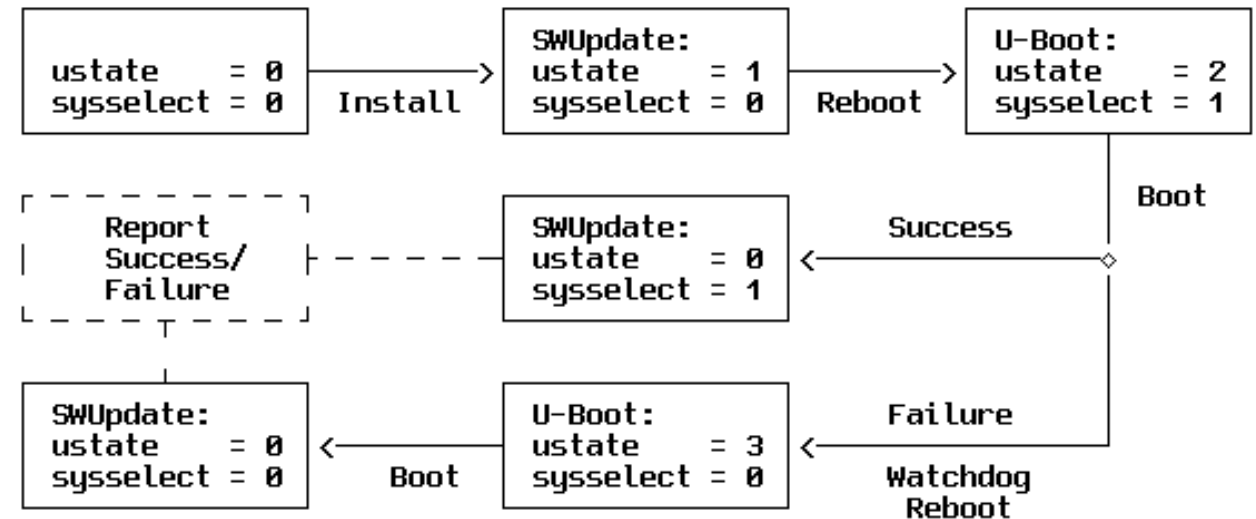 ustate     = 0
sysselect = 0
Install
SWUpdate:
ustate     = 1
sysselect = 0
Reboot
U-Boot:
ustate     = 2
sysselect = 1
Boot
Report
Success/
Failure
SWUpdate:
ustate     = 0
sysselect = 1
Success
SWUpdate:
ustate     = 0
sysselect = 0
Boot
U-Boot:
ustate     = 3
sysselect = 0
Failure
Watchdog
Reboot